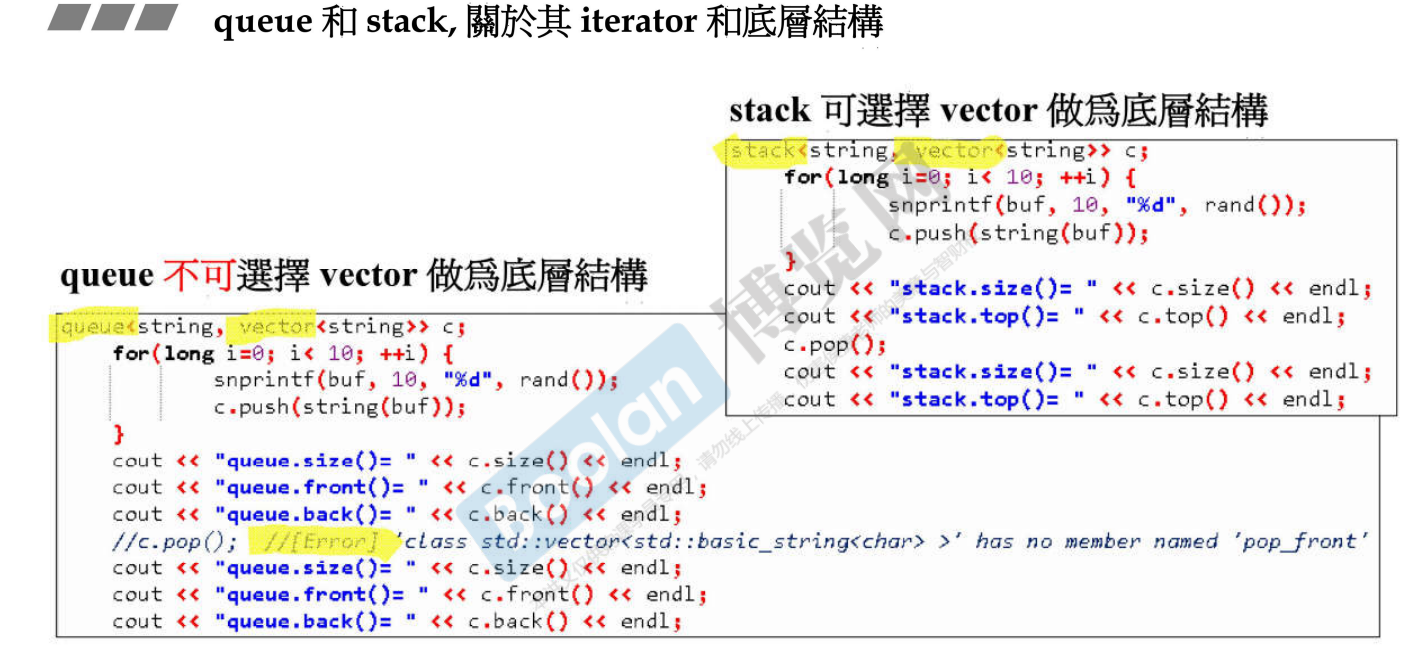 queue 和 stack, 關於其 iterator 和底層結構
stack 可選擇 vector 做爲底層結構
stack<string, vector<string>> c;
for(long i=0; i< 10; ++i) {
snprintf(buf, 10, "%d", rand());
c.push(string(buf));
}
cout << "stack.size()= " << c.size() << endl;
cout << "stack.top()= " << c.top() << endl;
c.pop();
cout << "stack.size()= " << c.size() << endl;
cout << "stack.top()= " << c.top() << endl;
queue 不可選擇 vector 做爲底層結構
queue<string, vector<string>> c;
for(long i=0; i< 10; ++i) {
snprintf(buf, 10, "%d", rand());
c.push(string(buf));
}
cout << "queue.size()= " << c.size() << endl;
cout << "queue.front()= " << c.front() << endl;
cout << "queue.back()= " << c.back() << endl;
//c.pop(); //[Error] 'class std::vector<std::basic_string<char> >' has no member named 'pop_front'
cout << "queue.size()= " << c.size() << endl;
cout << "queue.front()= " << c.front() << endl;
cout << "queue.back()= " << c.back() << endl;
Boolan 博览网
请勿线上传播